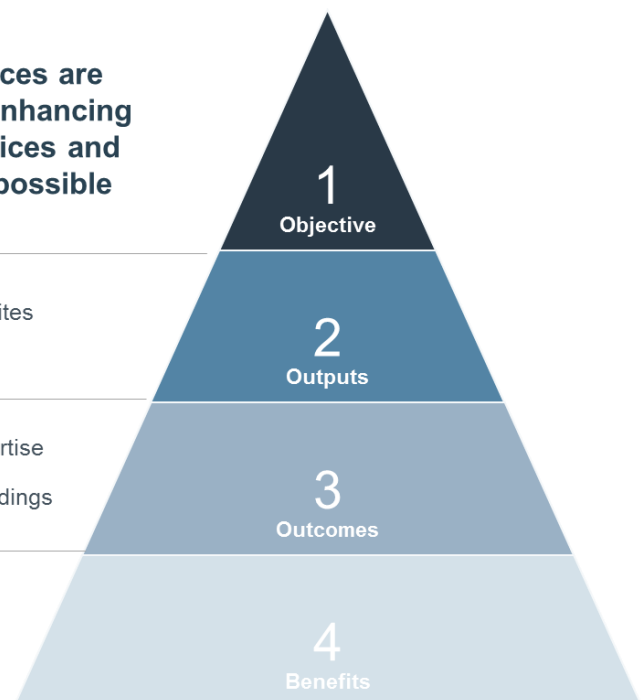 ces are
nhancing
ices and
possible
1
Objective
ites
2
Outputs
rtise
dings
3
Outcomes
4
Benefits